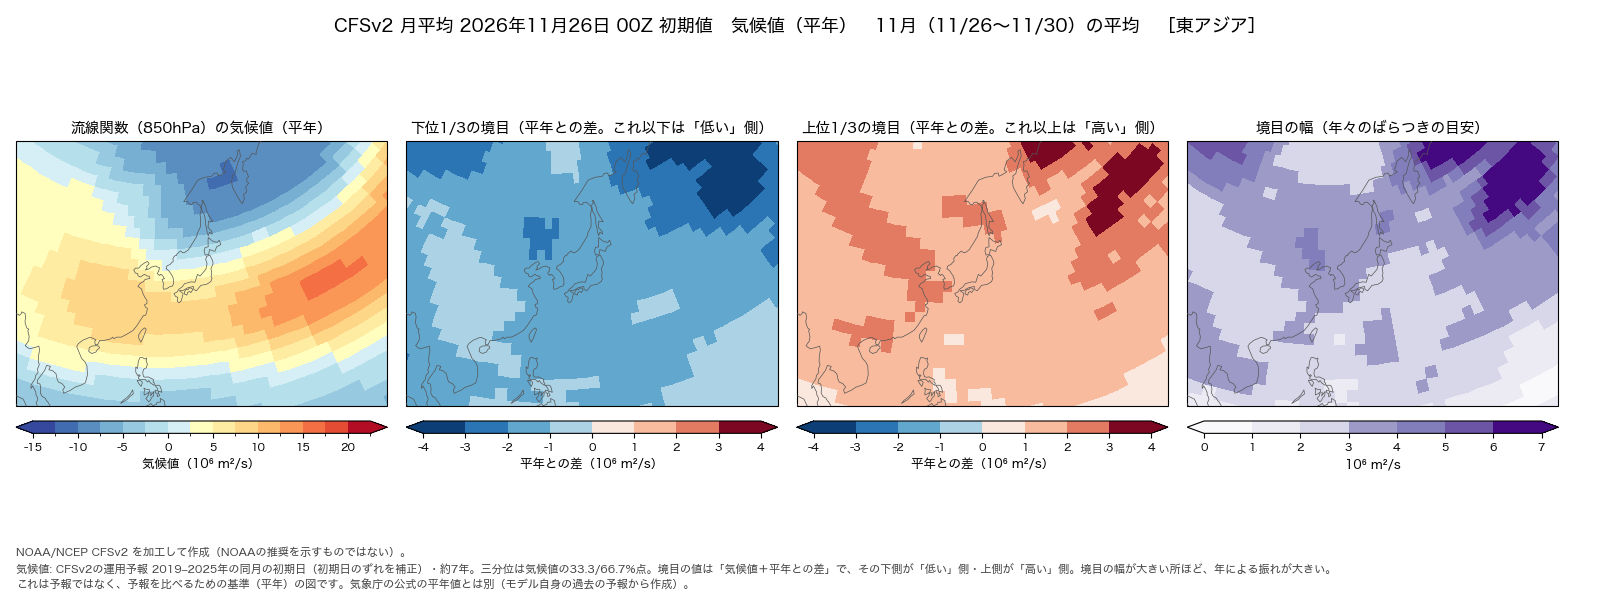 CFSv2 月平均 2026年11月26日 00Z 初期値　気候値（平年）　11月（11/26～11/30）の平均　［東アジア］
流線関数（850hPa）の気候値（平年）
下位1/3の境目（平年との差。これ以下は「低い」側）
上位1/3の境目（平年との差。これ以上は「高い」側）
境目の幅（年々のばらつきの目安）
-15 -10 -5 0 5 10 15 20
気候値（10⁶ m²/s）
-4 -3 -2 -1 0 1 2 3 4
平年との差（10⁶ m²/s）
-4 -3 -2 -1 0 1 2 3 4
平年との差（10⁶ m²/s）
0 1 2 3 4 5 6 7
10⁶ m²/s
NOAA/NCEP CFSv2 を加工して作成（NOAAの推奨を示すものではない）。
気候値: CFSv2の運用予報 2019–2025年の同月の初期日（初期日のずれを補正）・約7年。三分位は気候値の33.3/66.7%点。境目の値は「気候値＋平年との差」で、その下側が「低い」側・上側が「高い」側。境目の幅が大きい所ほど、年による振れが大きい。
これは予報ではなく、予報を比べるための基準（平年）の図です。気象庁の公式の平年値とは別（モデル自身の過去の予報から作成）。